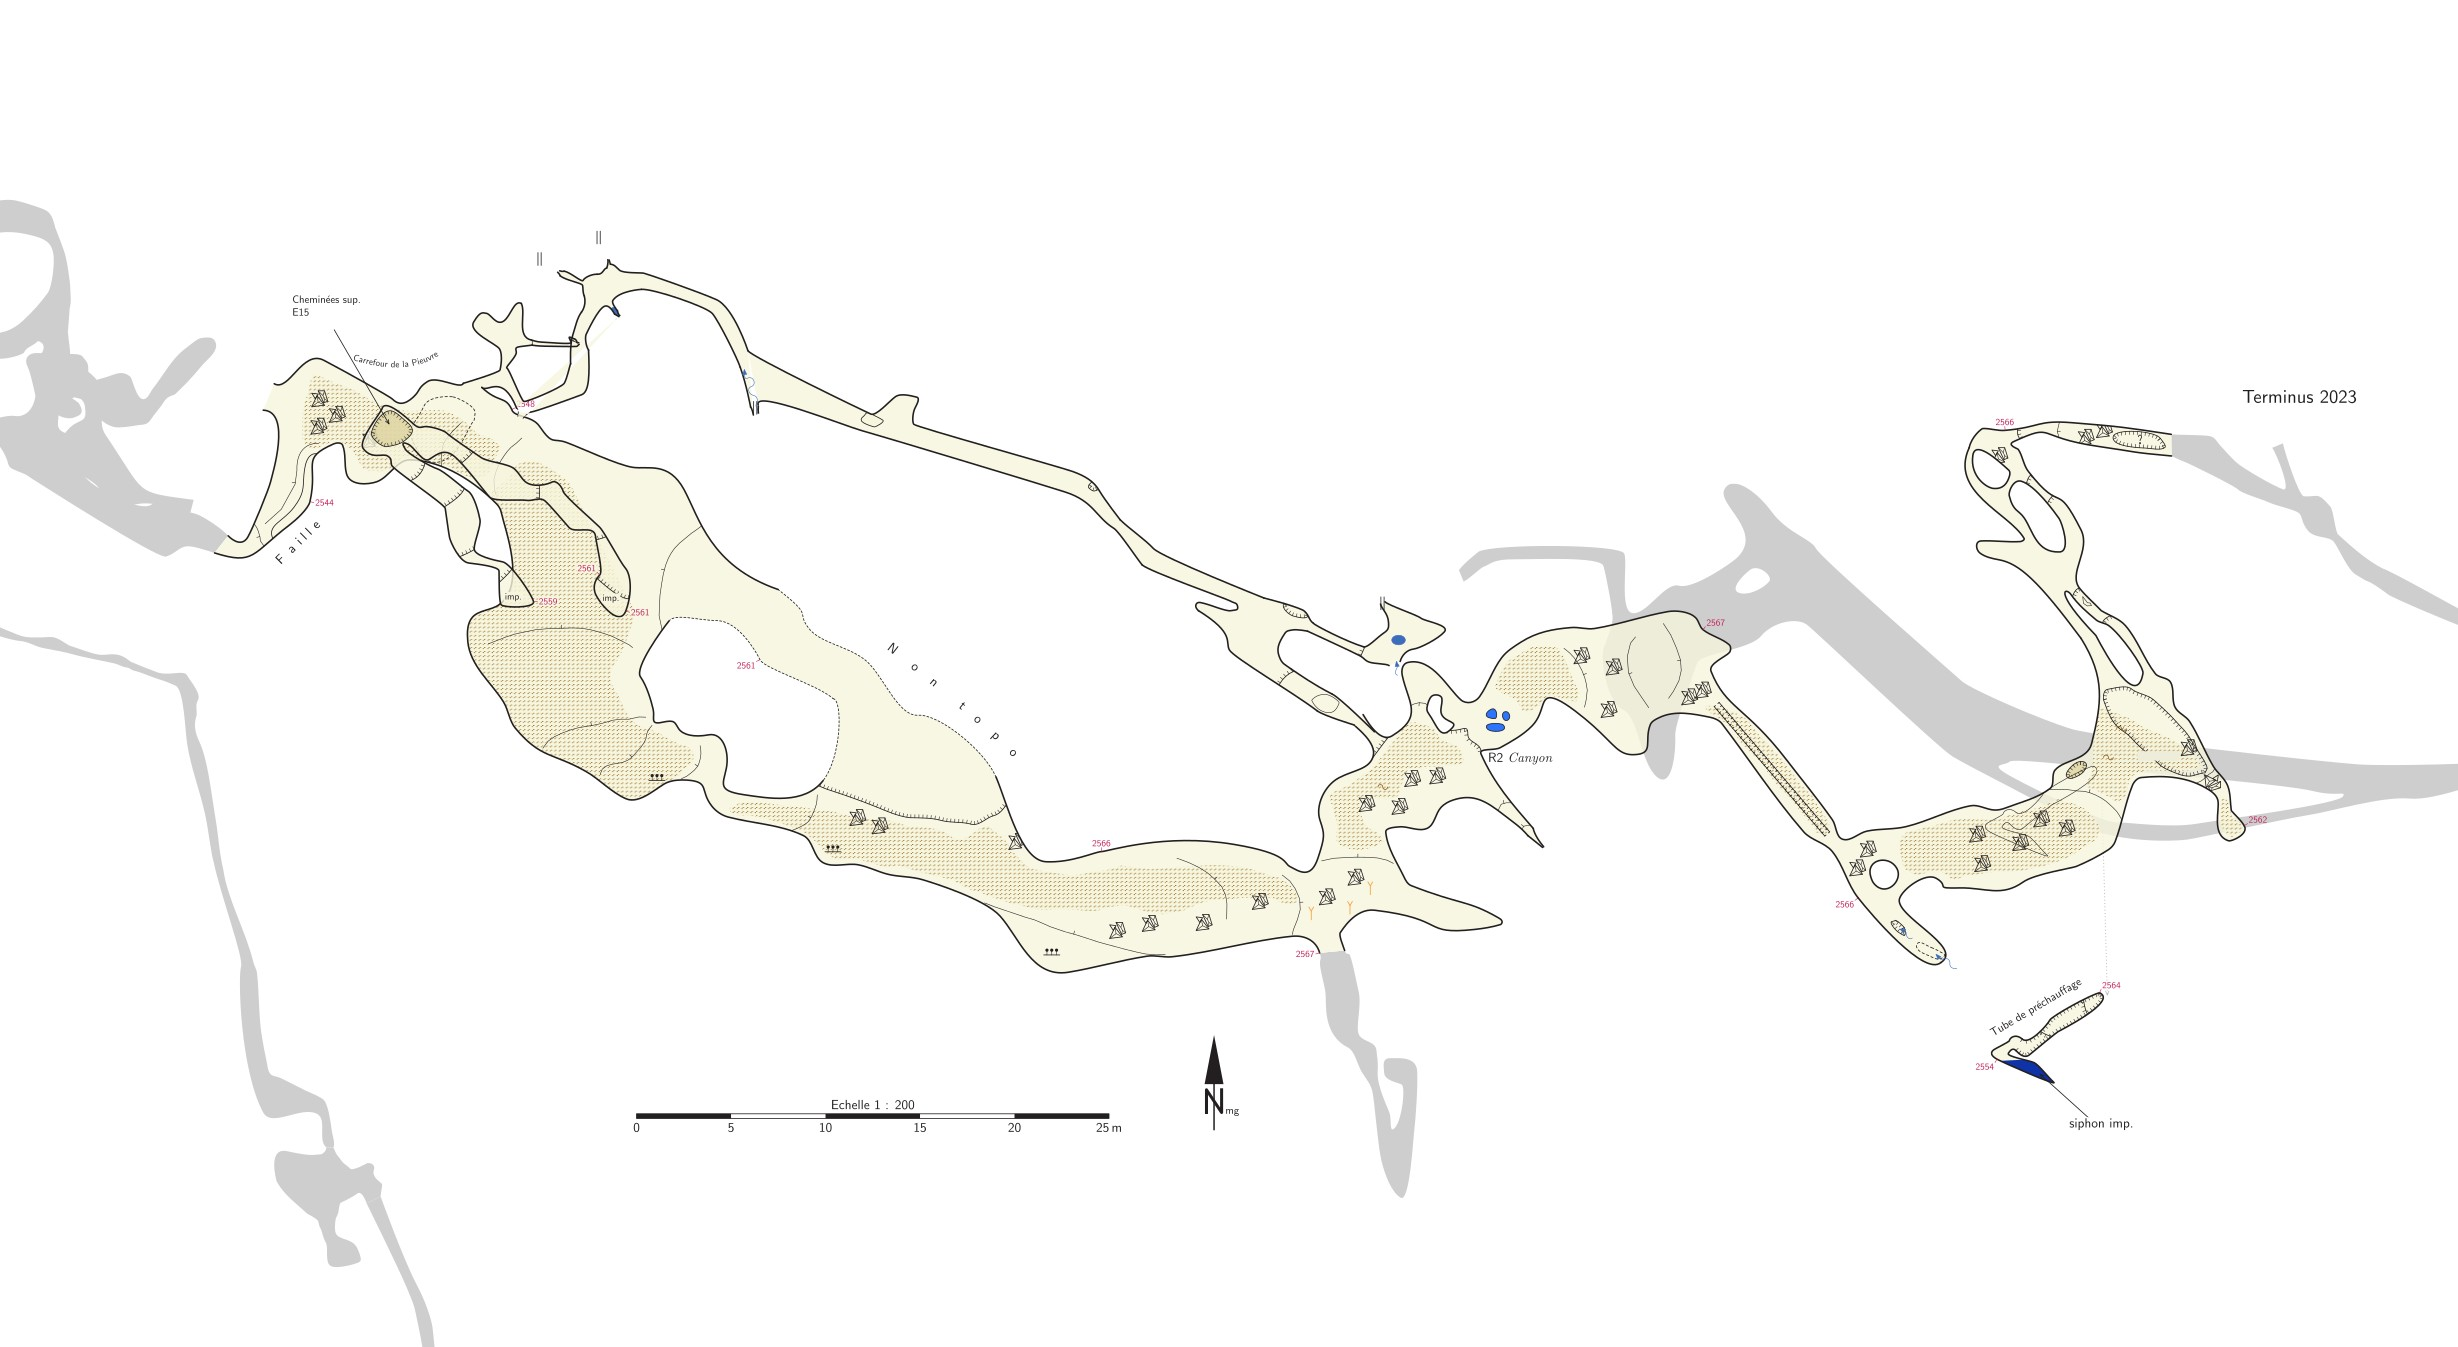 Cheminées sup.
E15
Carrefour de la Pieuvre
Terminus 2023
2566
2548
2544
Faille
2561
imp.
2559
imp.
2561
2561
Non topo
2567
R2 Canyon
2566
2562
2566
2567
Tube de préchauffage
2564
2554
siphon imp.
Echelle 1 : 200
0 5 10 15 20 25 m
N mg
?